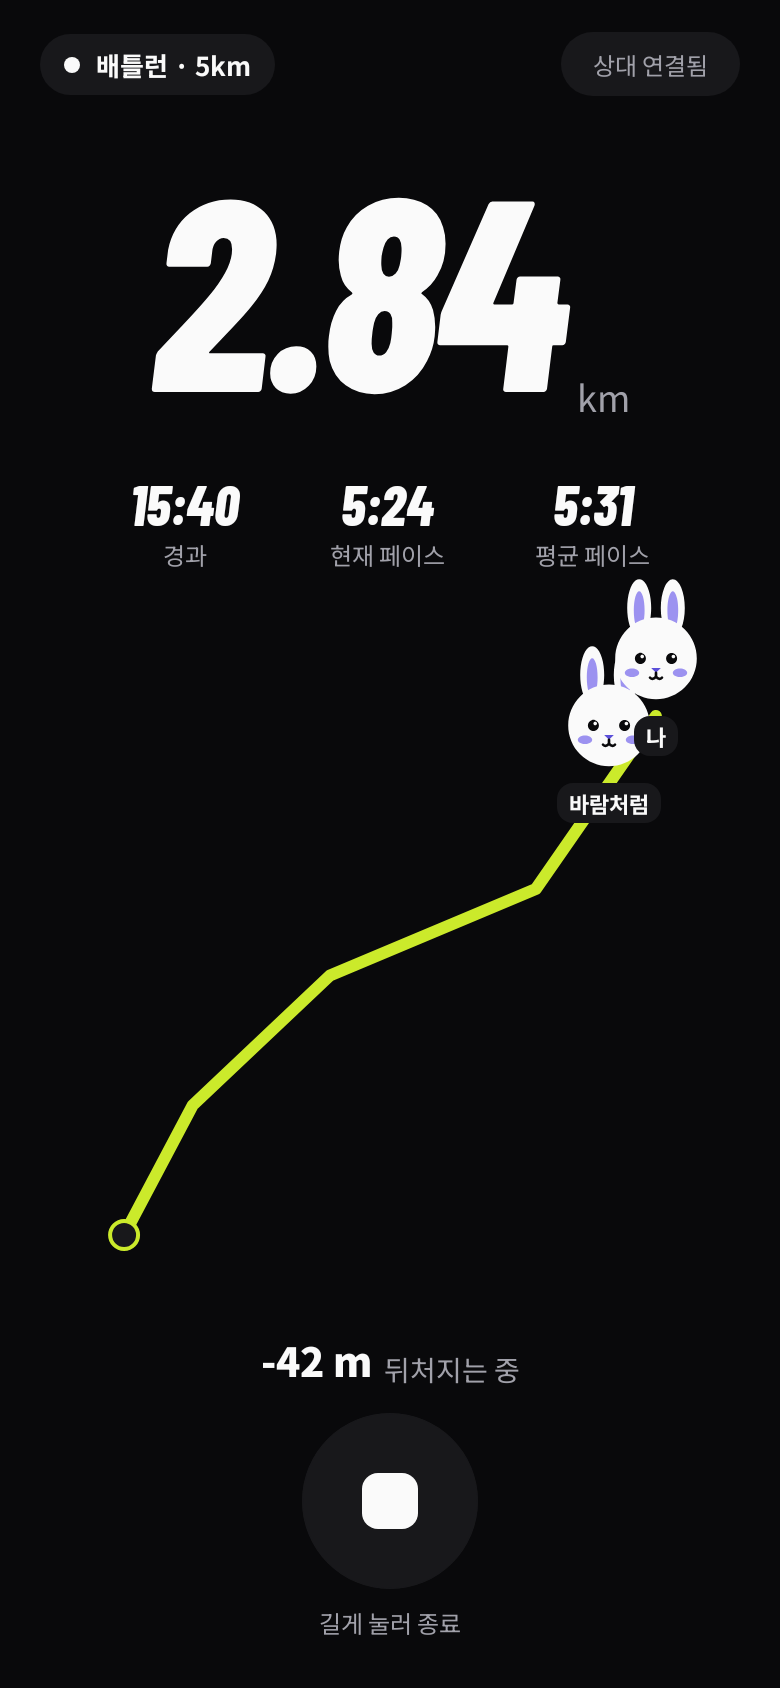 배틀런 · 5km
상대 연결됨
2.84 km
15:40 5:24 5:31
경과 현재 페이스 평균 페이스
나
바람처럼
-42 m 뒤처지는 중
길게 눌러 종료